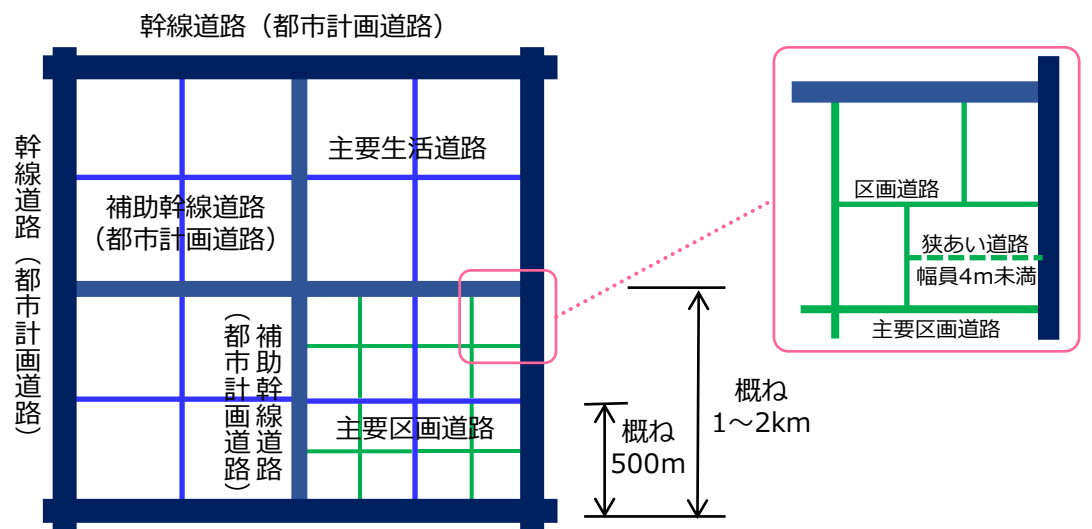 幹線道路（都市計画道路）
幹線道路（都市計画道路）
主要生活道路
補助幹線道路
（都市計画道路）
補助幹線道路
（都市計画道路）
主要区画道路
概ね
500m
概ね
1～2km
区画道路
狭あい道路
幅員4m未満
主要区画道路